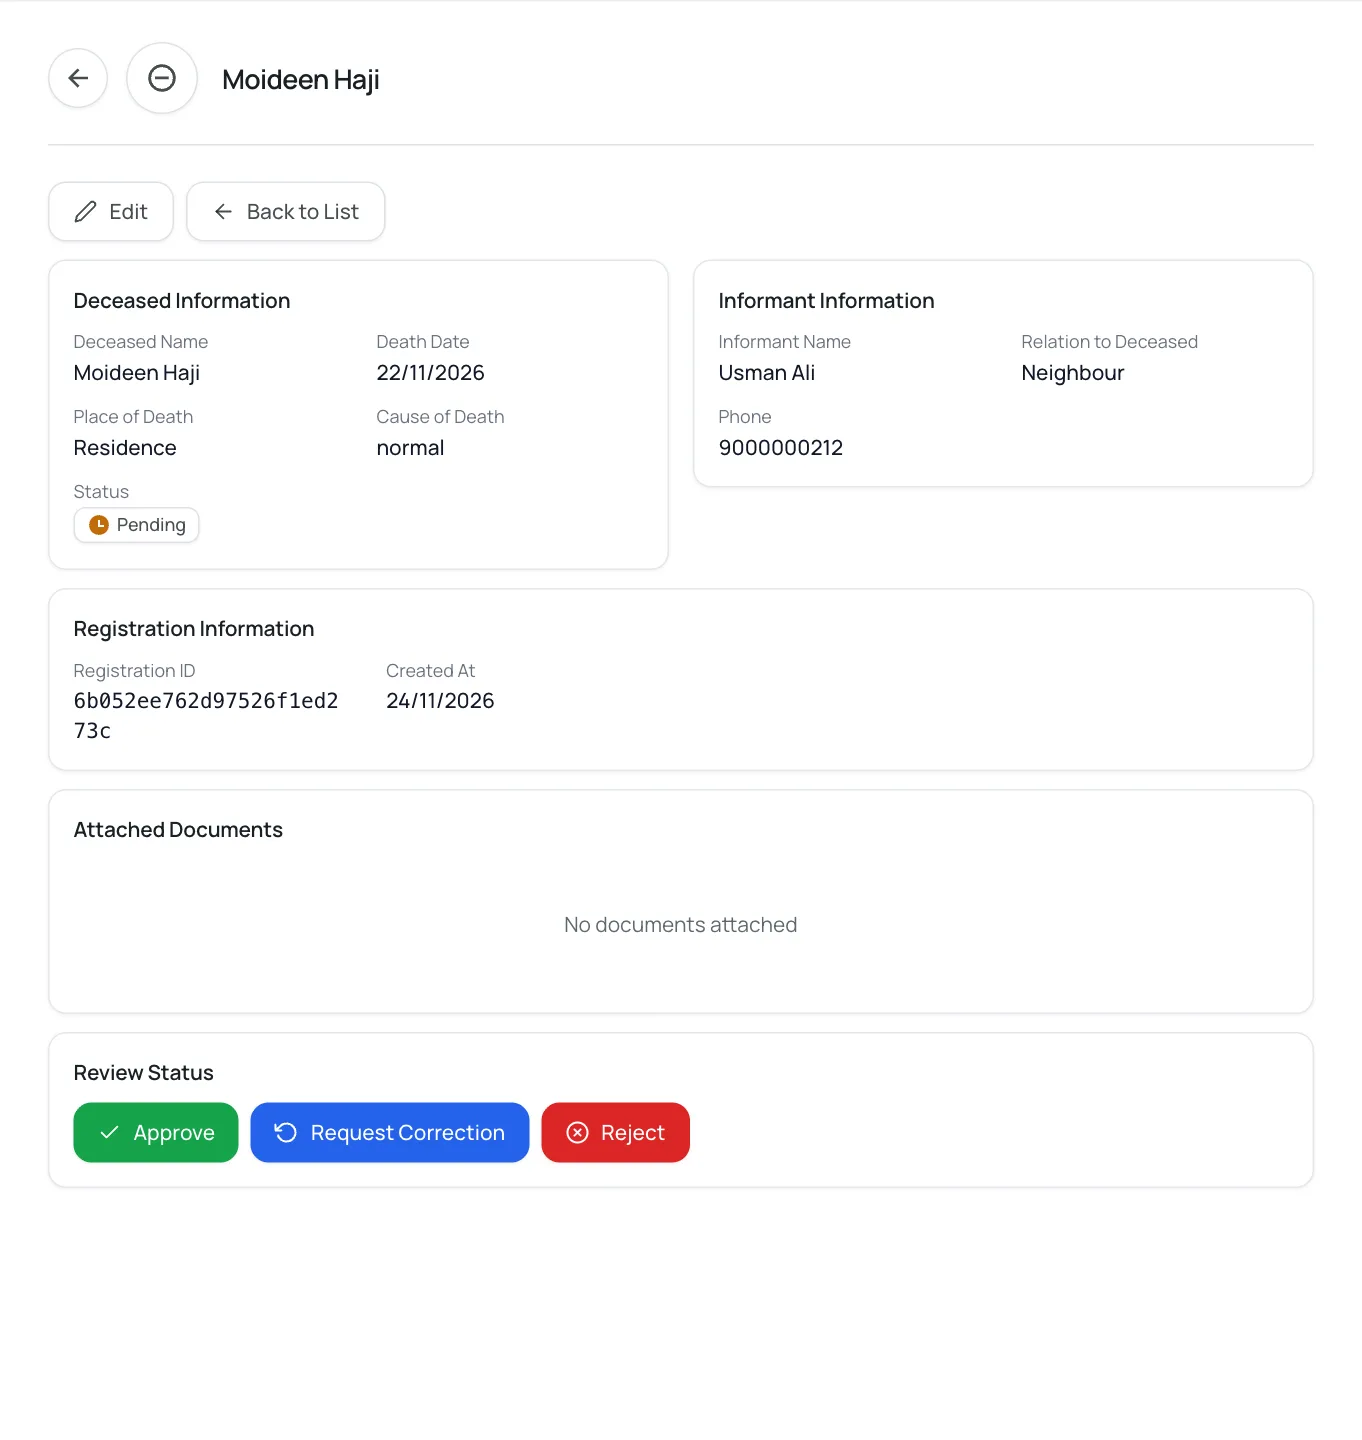 Moideen Haji
Edit
Back to List
Deceased Information
Deceased Name
Death Date
Moideen Haji
22/11/2026
Place of Death
Cause of Death
Residence
normal
Status
Pending
Informant Information
Informant Name
Relation to Deceased
Usman Ali
Neighbour
Phone
9000000212
Registration Information
Registration ID
Created At
6b052ee762d97526f1ed2
73c
24/11/2026
Attached Documents
No documents attached
Review Status
Approve
Request Correction
Reject